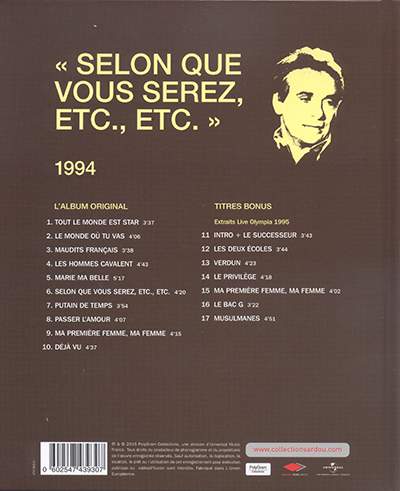 « SELON QUE
VOUS SEREZ,
ETC., ETC. »
1994
L'ALBUM ORIGINAL
1. TOUT LE MONDE EST STAR 3'37
2. LE MONDE OÙ TU VAS 4'06
3. MAUDITS FRANÇAIS 3'38
4. LES HOMMES CAVALENT 4'43
5. MARIE MA BELLE 5'17
6. SELON QUE VOUS SEREZ, ETC., ETC. 4'20
7. PUTAIN DE TEMPS 3'54
8. PASSER L'AMOUR 4'07
9. MA PREMIÈRE FEMME, MA FEMME 4'15
10. DÉJÀ VU 4'37
TITRES BONUS
Extraits Live Olympia 1995
11 INTRO + LE SUCCESSEUR 3'43
12 LES DEUX ÉCOLES 3'44
13 VERDUN 4'23
14 LE PRIVILÈGE 4'18
15 MA PREMIÈRE FEMME, MA FEMME 4'02
16 LE BAC G 3'22
17 MUSULMANES 4'51
0 602547 439307
www.collectionsardou.com
PolyGram
UNIVERSAL